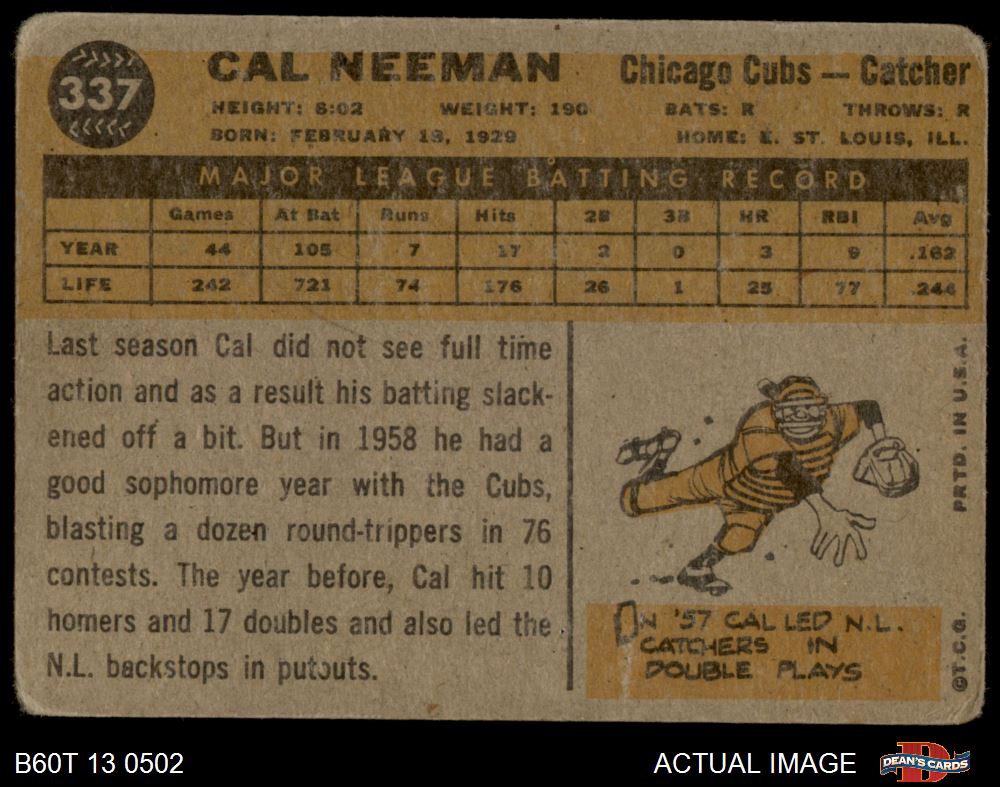 337
CAL NEEMAN
Chicago Cubs — Catcher
HEIGHT: 6:02 WEIGHT: 190 BATS: R THROWS: R
BORN: FEBRUARY 18, 1929 HOME: E. ST. LOUIS, ILL.
MAJOR LEAGUE BATTING RECORD
Games At Bat Runs Hits 2B 3B HR RBI Avg
YEAR 44 105 7 17 2 0 3 9 .162
LIFE 242 721 74 176 26 1 25 77 .244
Last season Cal did not see full time
action and as a result his batting slack-
ened off a bit. But in 1958 he had a
good sophomore year with the Cubs,
blasting a dozen round-trippers in 76
contests. The year before, Cal hit 10
homers and 17 doubles and also led the
N.L. backstops in putouts.
IN '57 CAL LED N.L.
CATCHERS IN
DOUBLE PLAYS
PRTD. IN U.S.A.
©T.C.G.
B60T 13 0502
ACTUAL IMAGE
DEAN'S CARDS